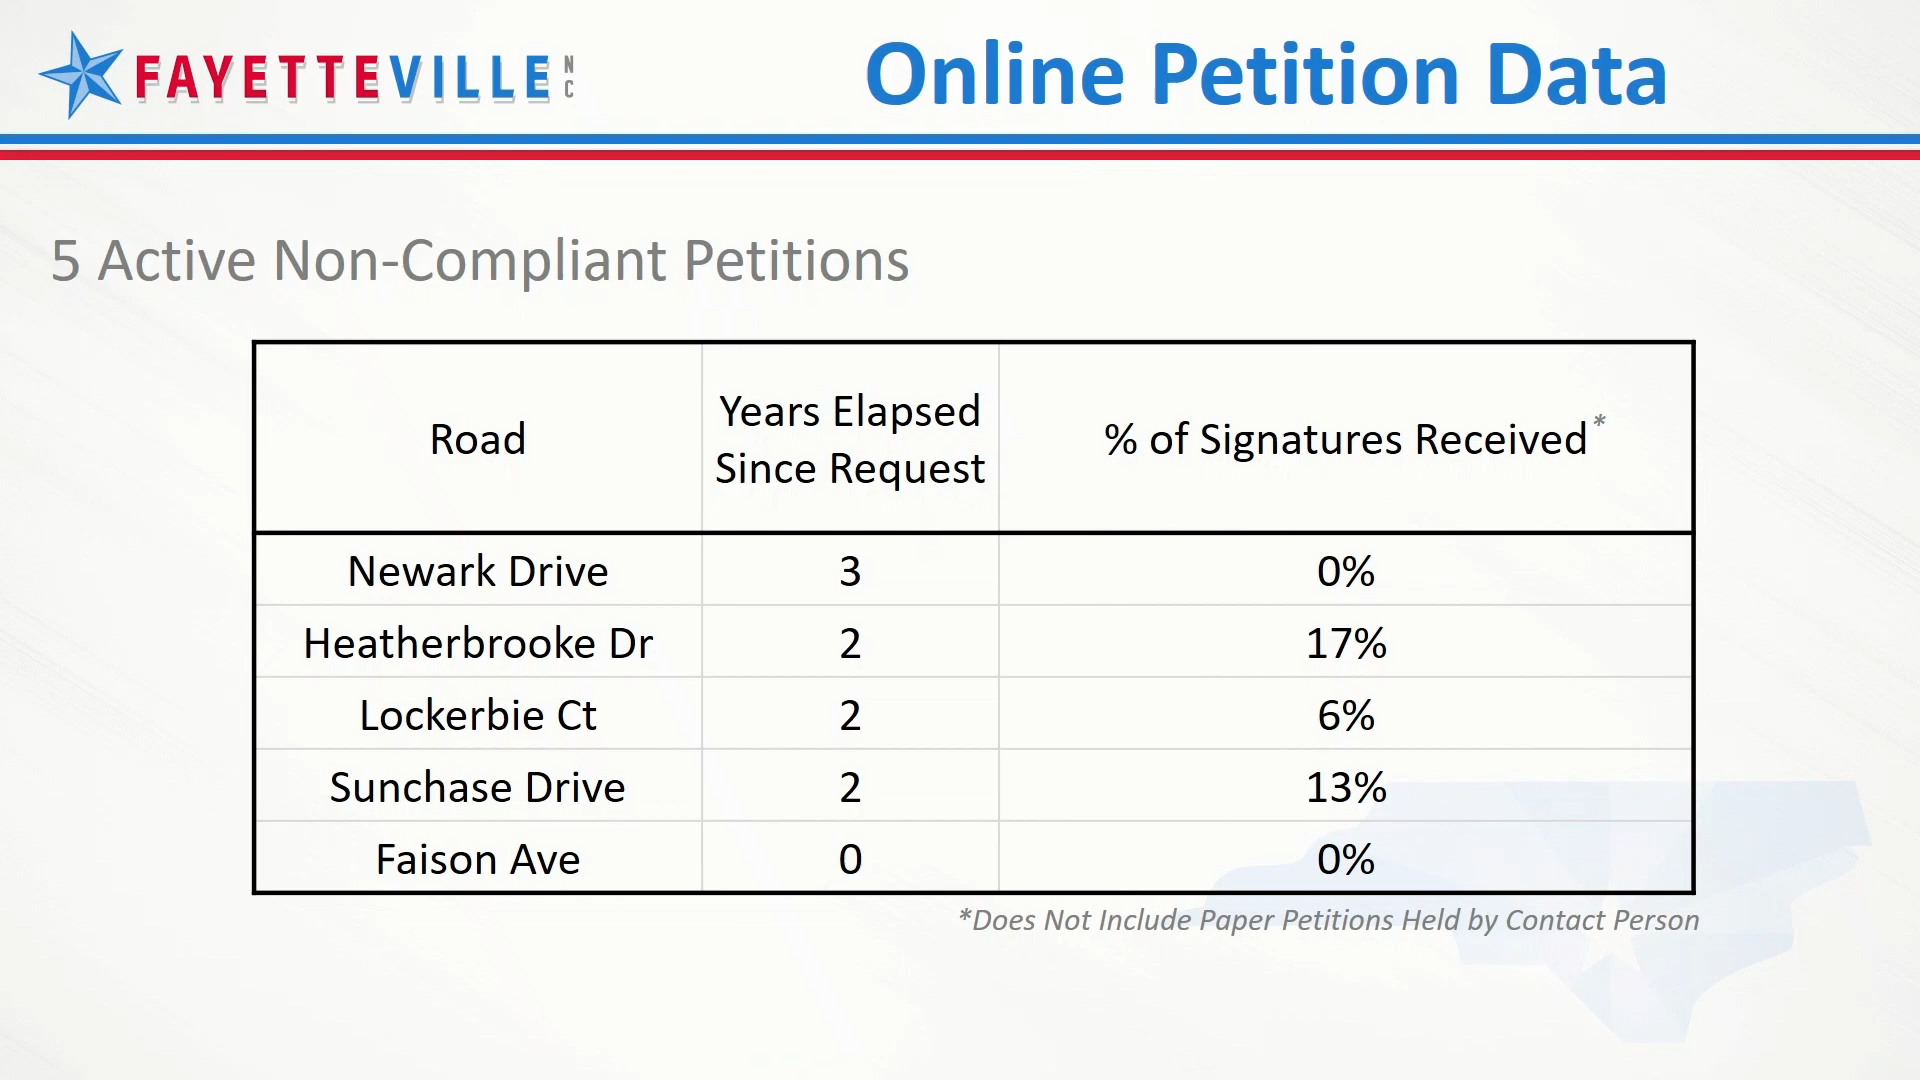 FAYETTEVILLE NC
Online Petition Data
5 Active Non-Compliant Petitions
Road
Years Elapsed
Since Request
% of Signatures Received*
Newark Drive 3 0%
Heatherbrooke Dr 2 17%
Lockerbie Ct 2 6%
Sunchase Drive 2 13%
Faison Ave 0 0%
*Does Not Include Paper Petitions Held by Contact Person